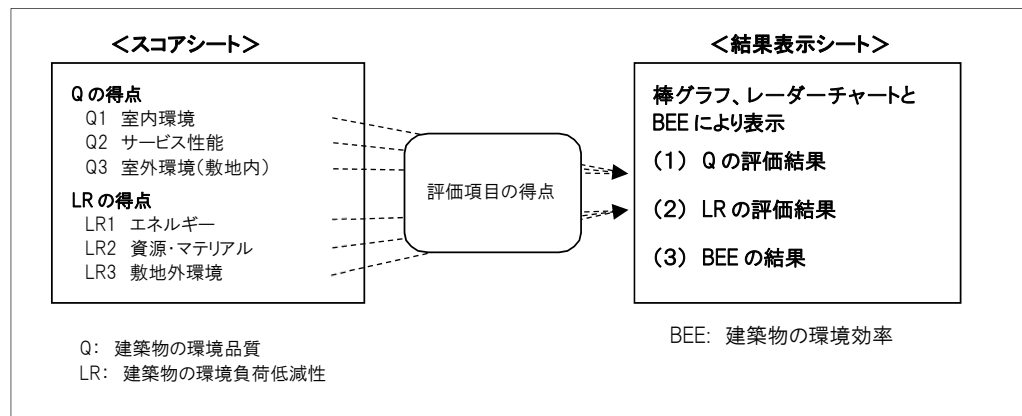 ＜スコアシート＞
Q の得点
Q1 室内環境
Q2 サービス性能
Q3 室外環境（敷地内）
LR の得点
LR1 エネルギー
LR2 資源・マテリアル
LR3 敷地外環境
評価項目の得点
＜結果表示シート＞
棒グラフ、レーダーチャートと
BEE により表示
（1） Q の評価結果
（2） LR の評価結果
（3） BEE の結果
Q： 建築物の環境品質
LR： 建築物の環境負荷低減性
BEE: 建築物の環境効率